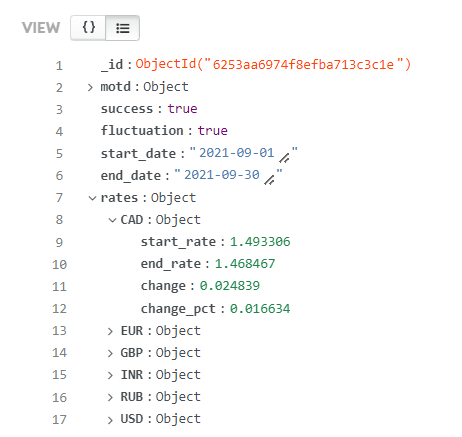 VIEW {}
1 _id : ObjectId("6253aa6974f8efba713c3c1e")
2 motd : Object
3 success : true
4 fluctuation : true
5 start_date : "2021-09-01 "
6 end_date : "2021-09-30 "
7 rates : Object
8 CAD : Object
9 start_rate : 1.493306
10 end_rate : 1.468467
11 change : 0.024839
12 change_pct : 0.016634
13 EUR : Object
14 GBP : Object
15 INR : Object
16 RUB : Object
17 USD : Object